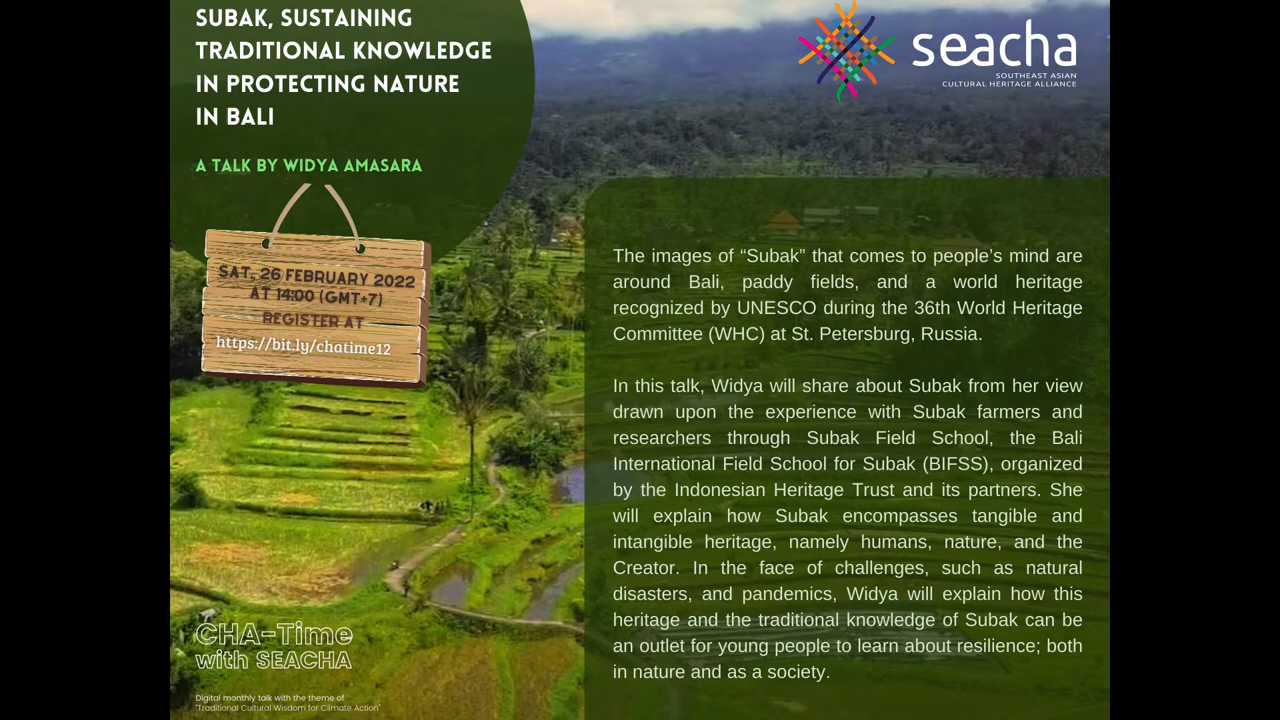 SUBAK, SUSTAINING
TRADITIONAL KNOWLEDGE
IN PROTECTING NATURE
IN BALI
A TALK BY WIDYA AMASARA
SAT, 26 FEBRUARY 2022
AT 14:00 (GMT+7)
REGISTER AT
https://bit.ly/chatime12
seacha
SOUTHEAST ASIAN
CULTURAL HERITAGE ALLIANCE
The images of “Subak” that comes to people’s mind are
around Bali, paddy fields, and a world heritage
recognized by UNESCO during the 36th World Heritage
Committee (WHC) at St. Petersburg, Russia.
In this talk, Widya will share about Subak from her view
drawn upon the experience with Subak farmers and
researchers through Subak Field School, the Bali
International Field School for Subak (BIFSS), organized
by the Indonesian Heritage Trust and its partners. She
will explain how Subak encompasses tangible and
intangible heritage, namely humans, nature, and the
Creator. In the face of challenges, such as natural
disasters, and pandemics, Widya will explain how this
heritage and the traditional knowledge of Subak can be
an outlet for young people to learn about resilience; both
in nature and as a society.
CHA-Time
with SEACHA
Digital monthly talk with the theme of
"Traditional Cultural Wisdom for Climate Action"